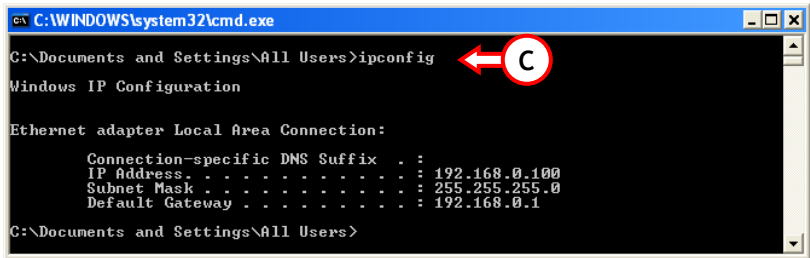 C:\WINDOWS\system32\cmd.exe
C:\Documents and Settings\All Users>ipconfig
C
Windows IP Configuration
Ethernet adapter Local Area Connection:
Connection-specific DNS Suffix  . :
IP Address. . . . . . . . . . . . : 192.168.0.100
Subnet Mask . . . . . . . . . . . : 255.255.255.0
Default Gateway . . . . . . . . . : 192.168.0.1
C:\Documents and Settings\All Users>